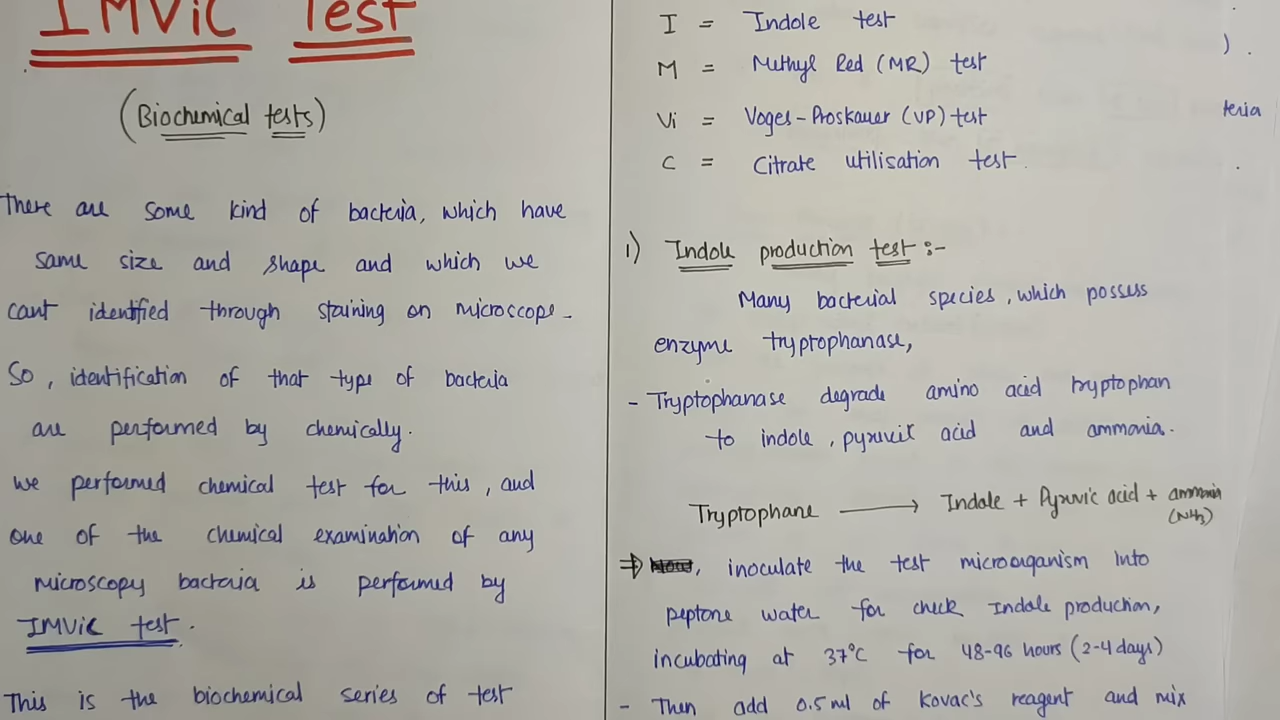 IMViC Test
(Biochemical tests)
There are some kind of bacteria, which have
same size and shape and which we
cant identified through staining on microscope.
So, identification of that type of bacteria
are performed by chemically.
we performed chemical test for this, and
one of the chemical examination of any
microscopy bacteria is performed by
IMViC test.
This is the biochemical series of test
I = Indole test
M = Methyl Red (MR) test
Vi = Voges-Proskauer (VP) test
C = Citrate utilisation test.
i) Indole production test :-
Many bacterial species, which possess
enzyme tryptophanase,
- Tryptophanase degrade amino acid tryptophan
to indole, pyruvic acid and ammonia.
Tryptophane ⟶ Indole + Pyruvic acid + ammonia
(NH3)
⇒ , inoculate the test microorganism into
peptone water for check Indole production,
incubating at 37°C for 48-96 hours (2-4 days)
- Then add 0.5 ml of Kovac's reagent and mix
).
teria
.